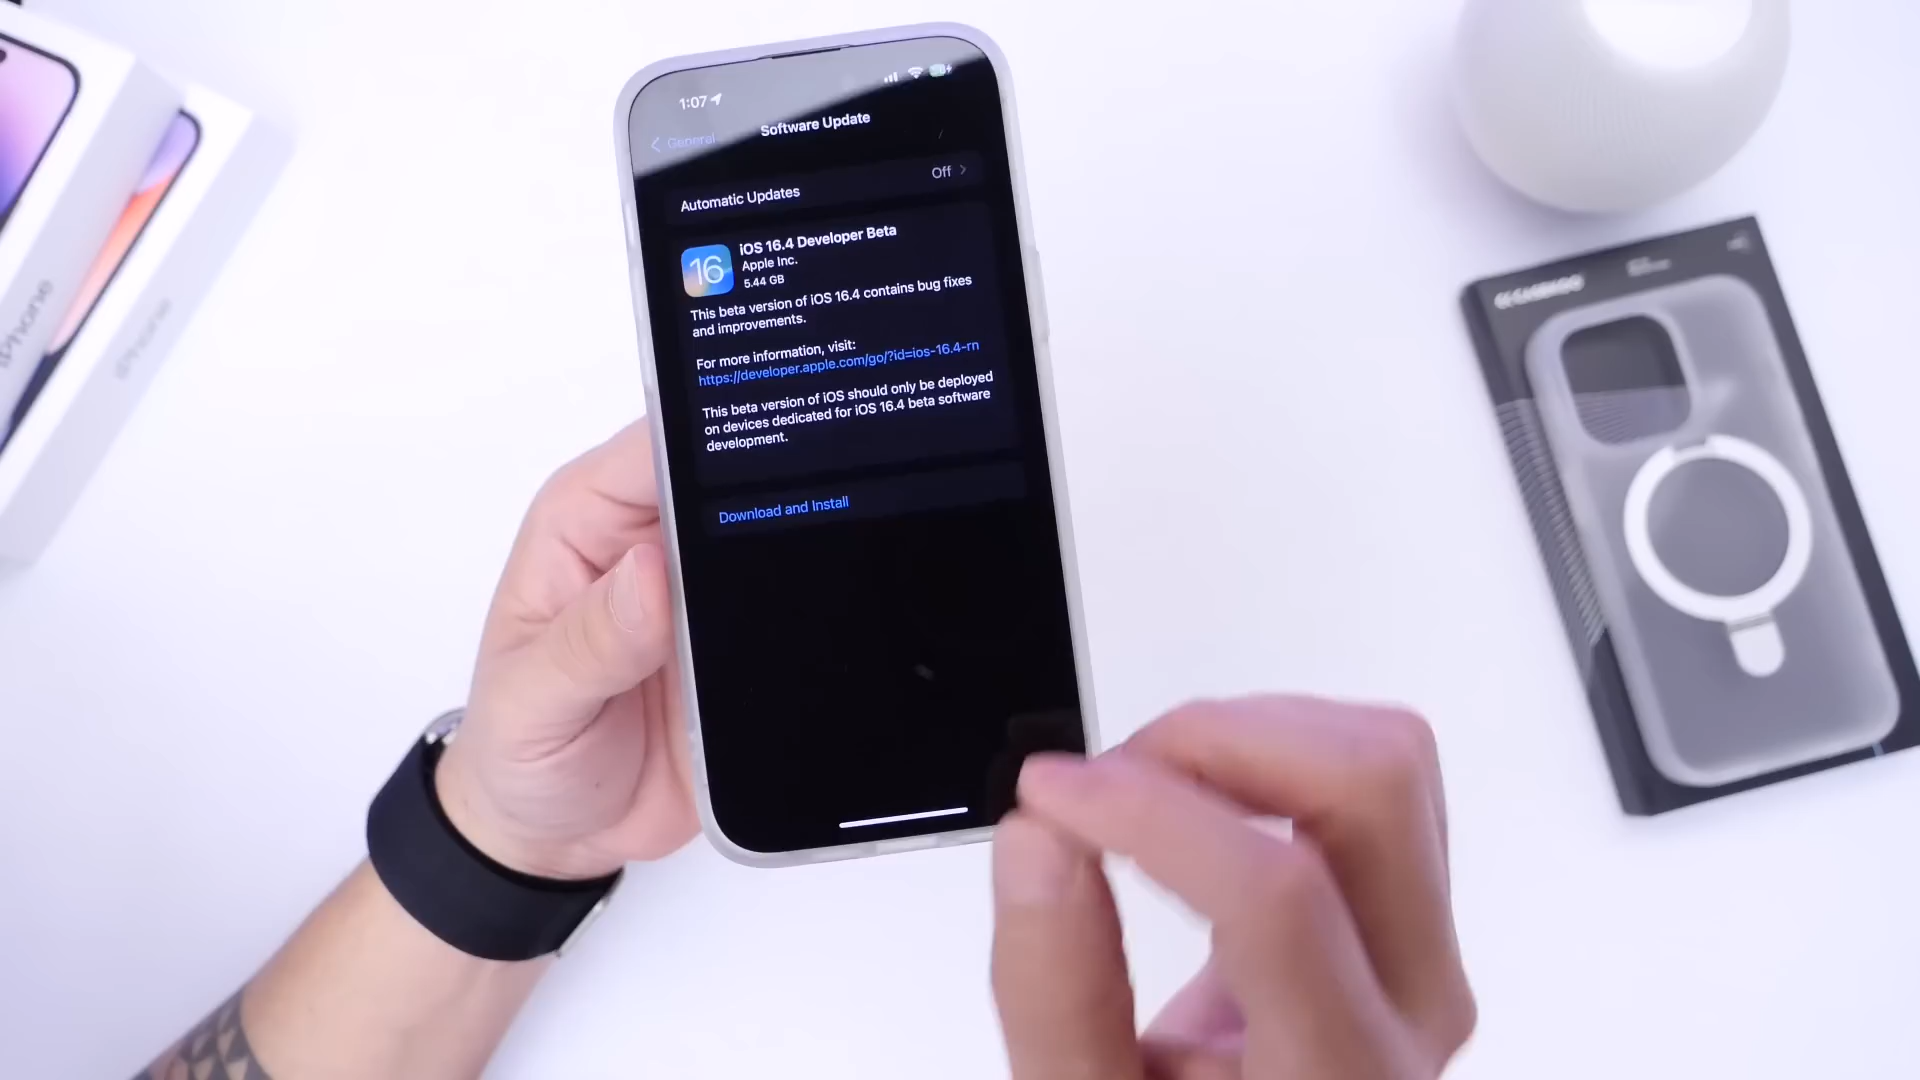 1:07
General
Software Update
Automatic Updates
Off
16
iOS 16.4 Developer Beta
Apple Inc.
5.44 GB
This beta version of iOS 16.4 contains bug fixes
and improvements.
For more information, visit:
https://developer.apple.com/go/?id=ios-16.4-rn
This beta version of iOS should only be deployed
on devices dedicated for iOS 16.4 beta software
development.
Download and Install
iPhone
iPhone